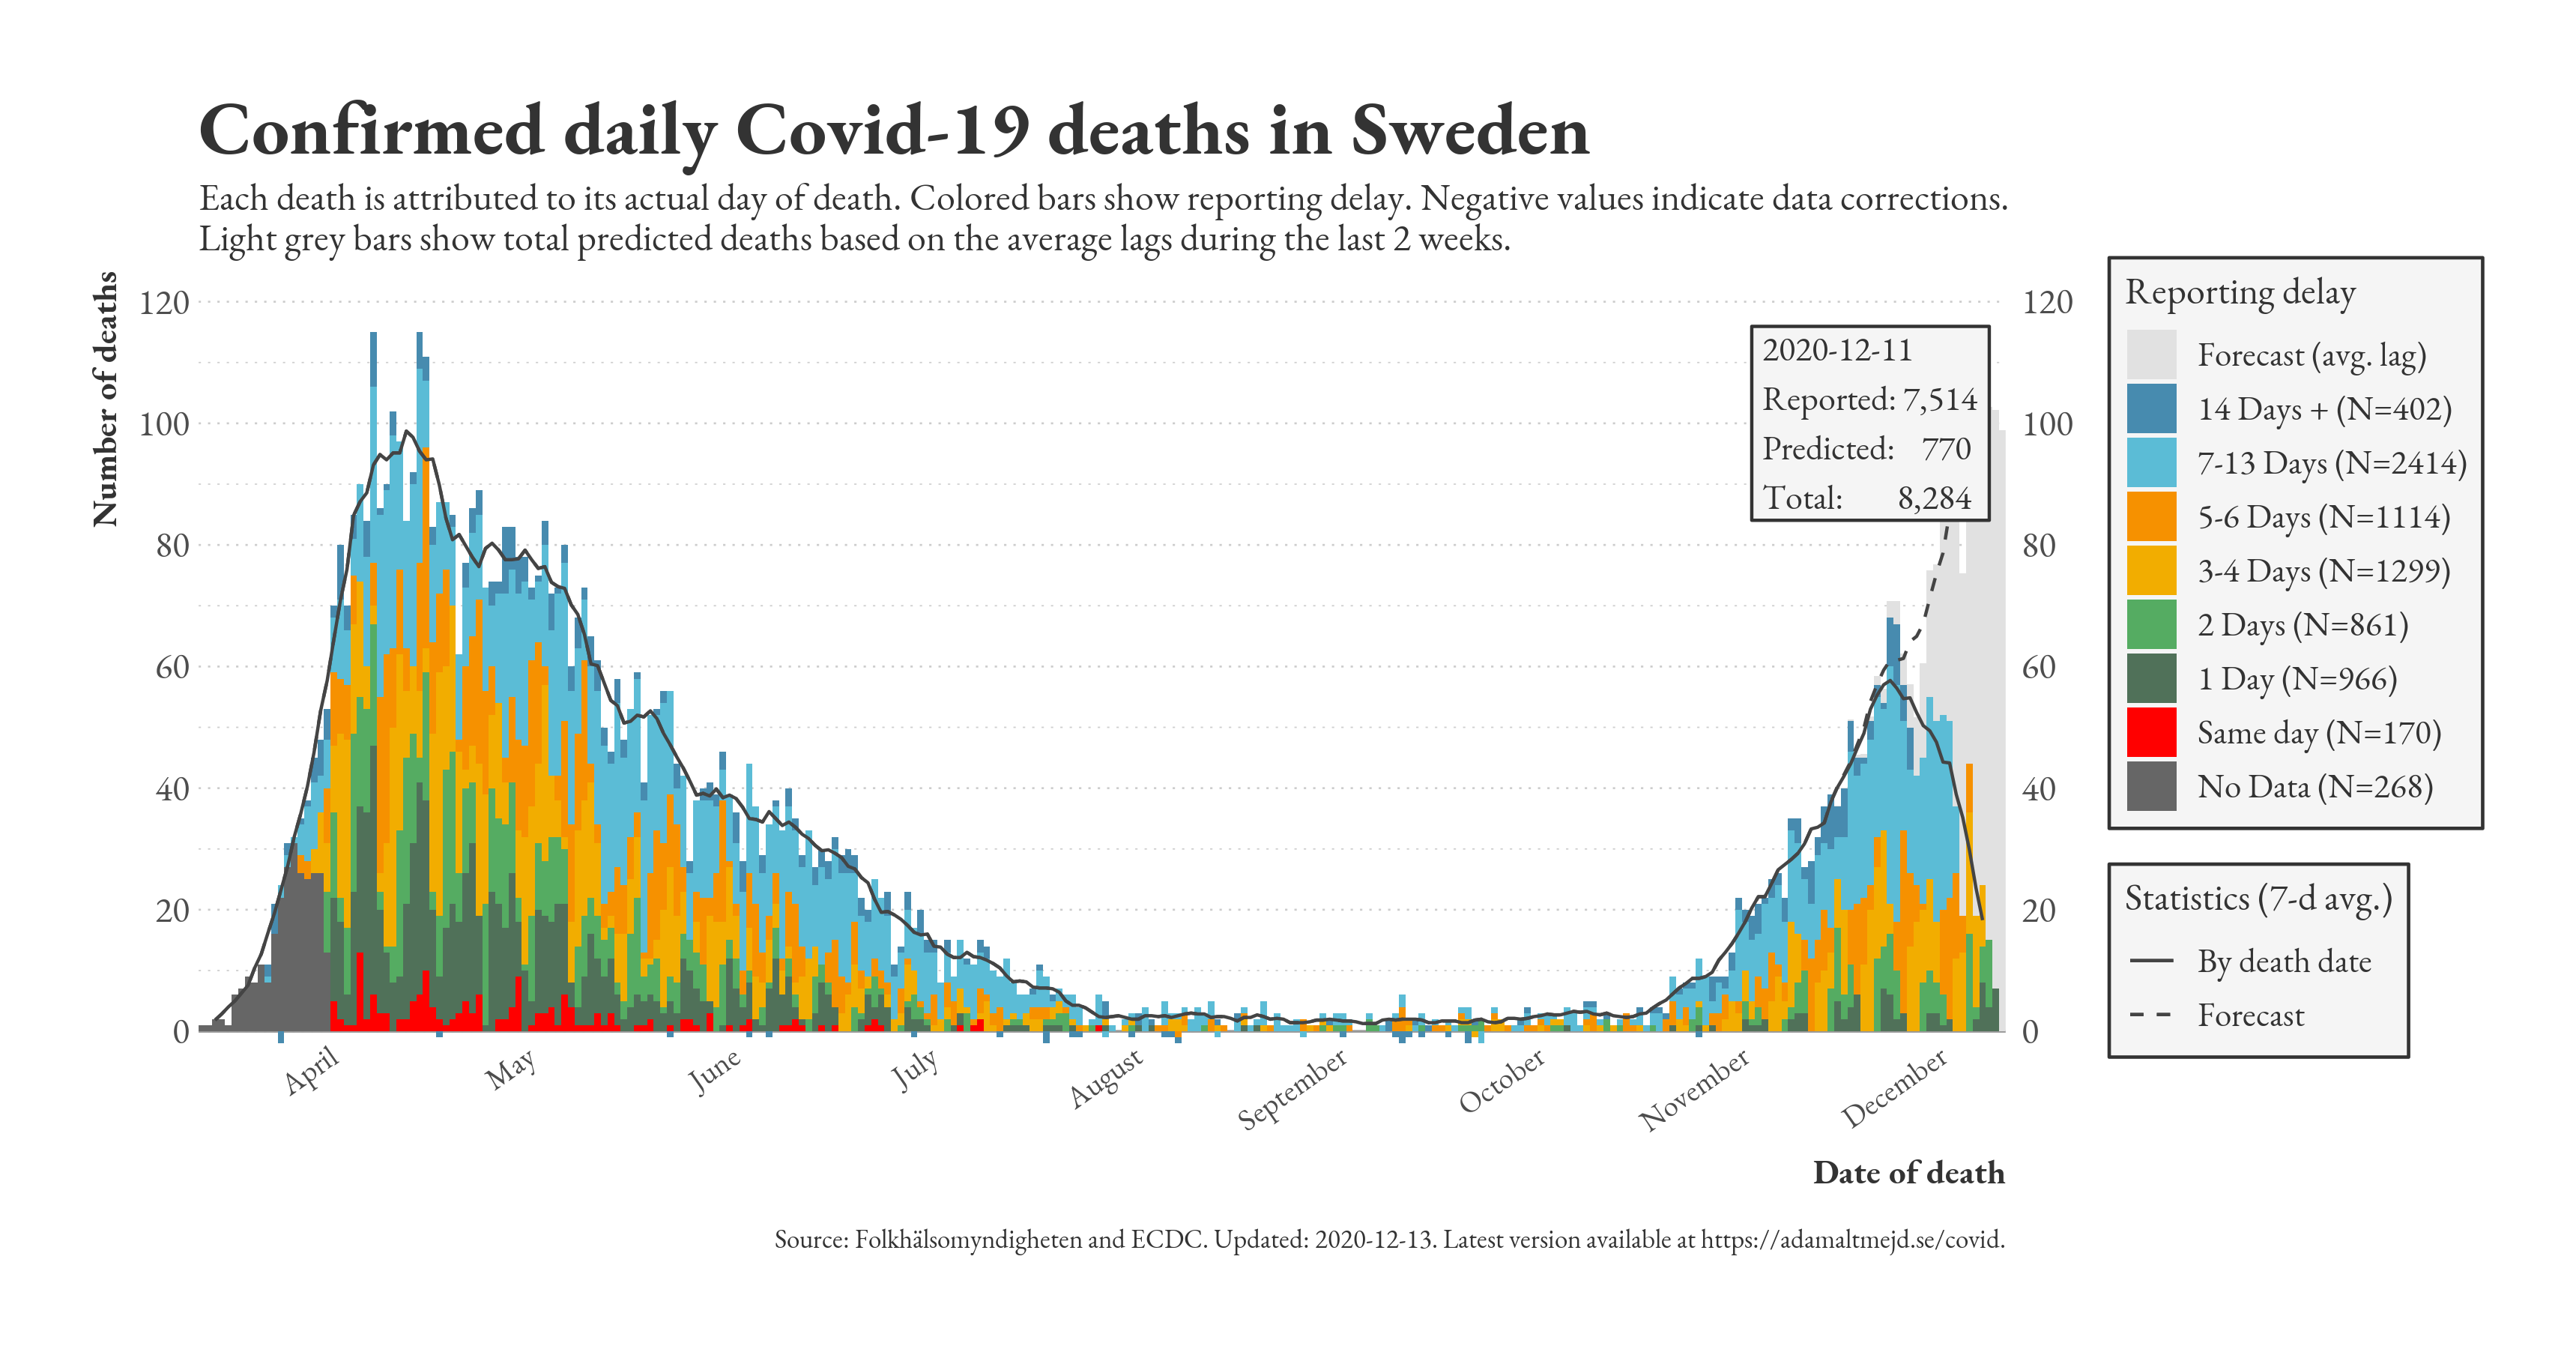 Confirmed daily Covid-19 deaths in Sweden
Each death is attributed to its actual day of death. Colored bars show reporting delay. Negative values indicate data corrections.
Light grey bars show total predicted deaths based on the average lags during the last 2 weeks.
Number of deaths
120
100
80
60
40
20
0
2020-12-11
Reported: 7,514
Predicted: 770
Total: 8,284
120
100
80
60
40
20
0
April
May
June
July
August
September
October
November
December
Date of death
Reporting delay
Forecast (avg. lag)
14 Days + (N=402)
7-13 Days (N=2414)
5-6 Days (N=1114)
3-4 Days (N=1299)
2 Days (N=861)
1 Day (N=966)
Same day (N=170)
No Data (N=268)
Statistics (7-d avg.)
By death date
Forecast
Source: Folkhälsomyndigheten and ECDC. Updated: 2020-12-13. Latest version available at https://adamaltmejd.se/covid.